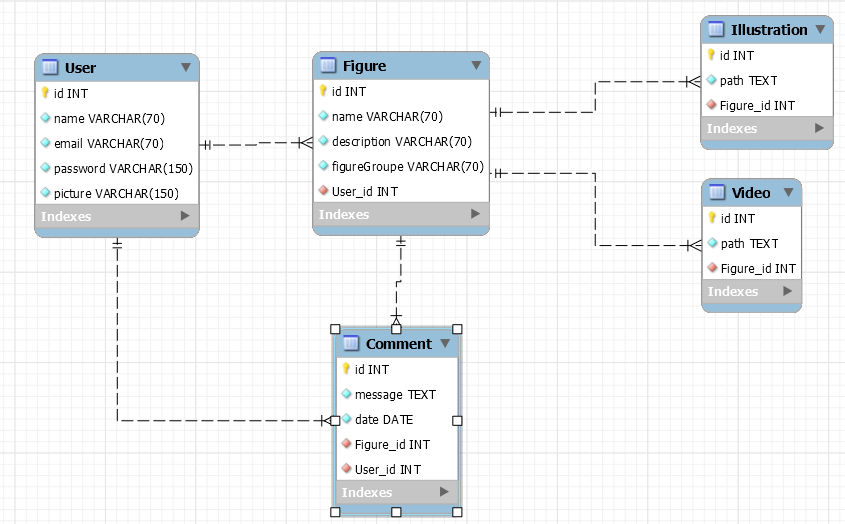 User
id INT
name VARCHAR(70)
email VARCHAR(70)
password VARCHAR(150)
picture VARCHAR(150)
Indexes
Figure
id INT
name VARCHAR(70)
description VARCHAR(70)
figureGroupe VARCHAR(70)
User_id INT
Indexes
Illustration
id INT
path TEXT
Figure_id INT
Indexes
Video
id INT
path TEXT
Figure_id INT
Indexes
Comment
id INT
message TEXT
date DATE
Figure_id INT
User_id INT
Indexes